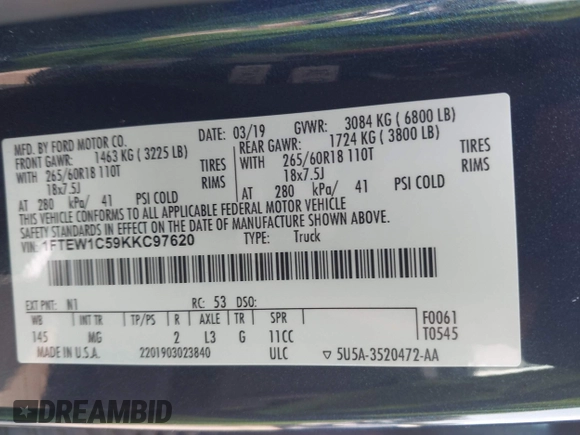 MFD. BY FORD MOTOR CO. DATE: 03/19 GVWR: 3084 KG ( 6800 LB)
FRONT GAWR: 1463 KG ( 3225 LB) REAR GAWR: 1724 KG ( 3800 LB)
WITH 265/60R18 110T TIRES WITH 265/60R18 110T TIRES
18x7.5J RIMS 18x7.5J RIMS
AT 280 kPa/ 41 PSI COLD AT 280 kPa/ 41 PSI COLD
THIS VEHICLE CONFORMS TO ALL APPLICABLE FEDERAL MOTOR VEHICLE
SAFETY STANDARDS IN EFFECT ON THE DATE OF MANUFACTURE SHOWN ABOVE.
VIN: 1FTEW1C59KKC97620 TYPE: Truck
EXT PNT: N1 RC: 53 DSO: F0061
WB INT TR TP/PS R AXLE TR SPR T0545
145 MG 2 L3 G 11CC
MADE IN U.S.A. 2201903023840 ULC ▽ 5U5A-3520472-AA
DREAMBID